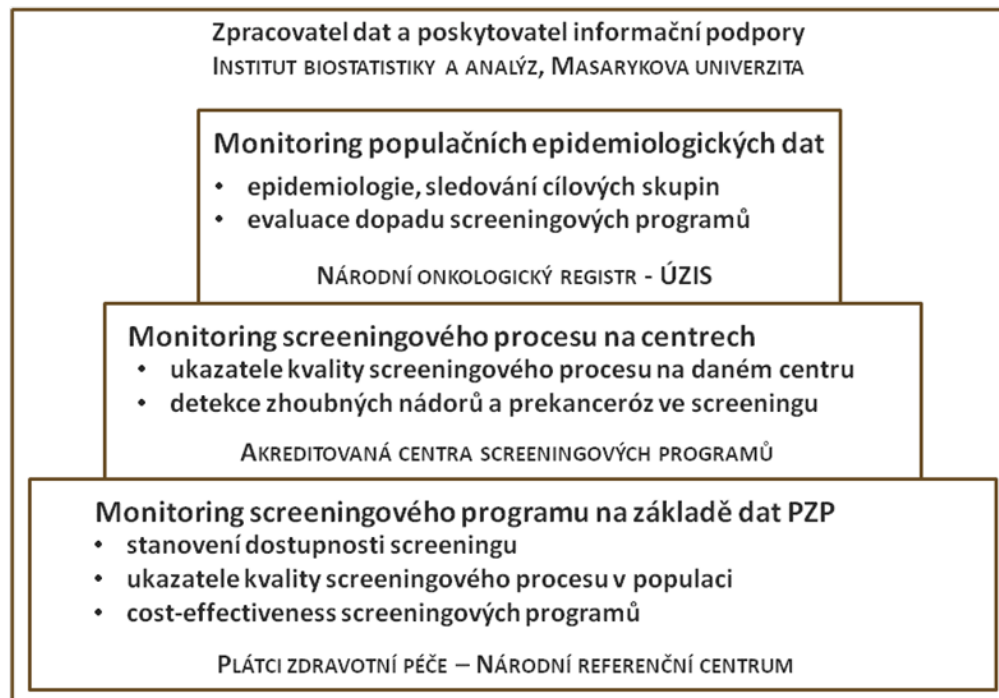 Zpracovatel dat a poskytovatel informační podpory
Institut biostatistiky a analýz, Masarykova univerzita
Monitoring populačních epidemiologických dat
• epidemiologie, sledování cílových skupin
• evaluace dopadu screeningových programů
Národní onkologický registr - ÚZIS
Monitoring screeningového procesu na centrech
• ukazatele kvality screeningového procesu na daném centru
• detekce zhoubných nádorů a prekanceróz ve screeningu
Akreditovaná centra screeningových programů
Monitoring screeningového programu na základě dat PZP
• stanovení dostupnosti screeningu
• ukazatele kvality screeningového procesu v populaci
• cost-effectiveness screeningových programů
Plátci zdravotní péče – Národní referenční centrum